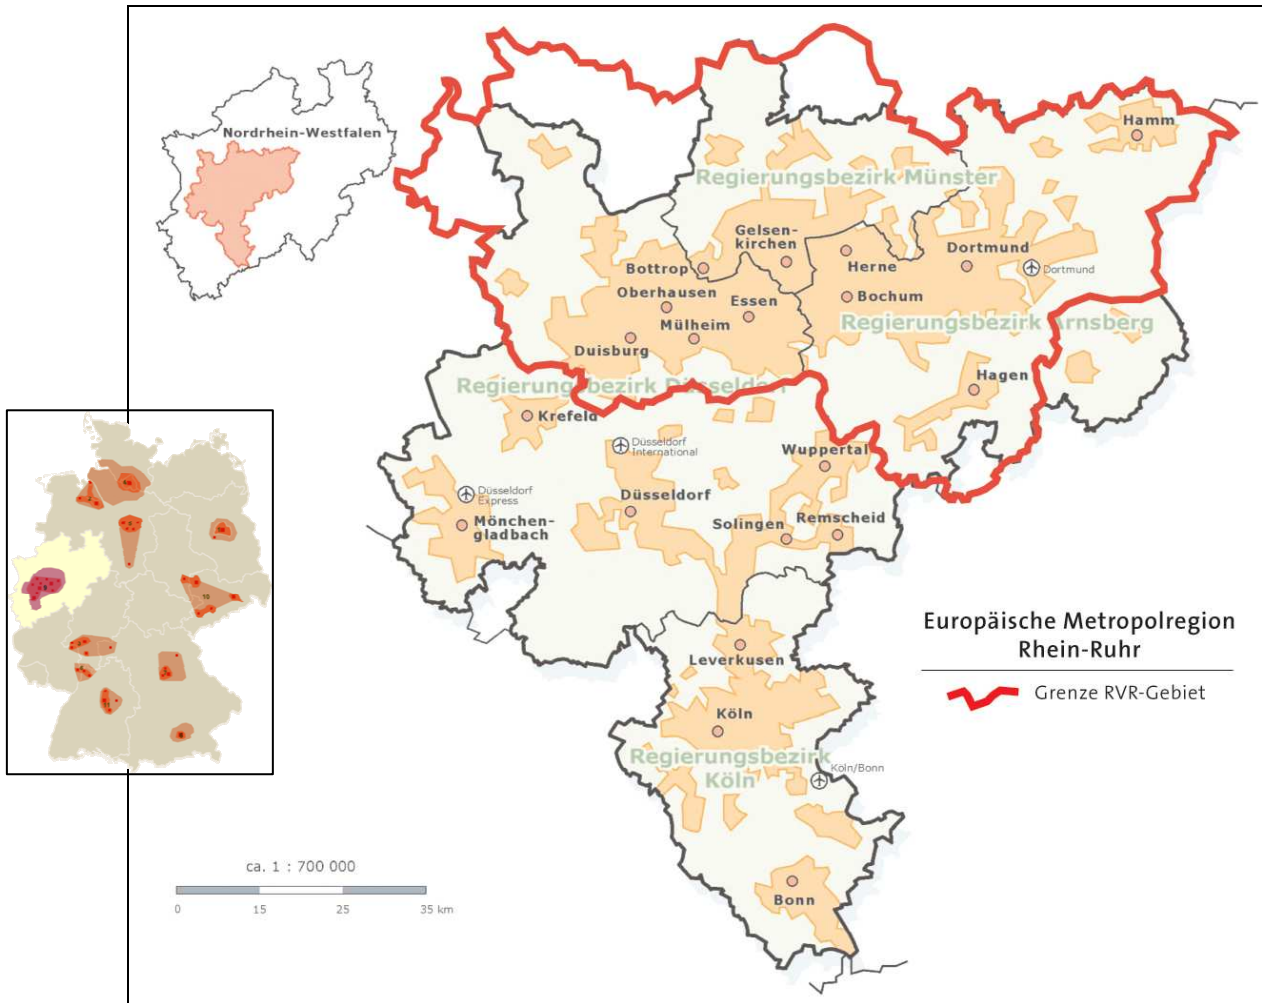 Nordrhein-Westfalen
Hamm
Regierungsbezirk Münster
Gelsen-
kirchen
Dortmund
Bottrop
Herne
Dortmund
Oberhausen
Essen
Bochum
Mülheim
Regierungsbezirk Arnsberg
Duisburg
Regierungsbezirk Düsseldorf
Hagen
Krefeld
Düsseldorf
International
Wuppertal
Düsseldorf
Express
Düsseldorf
Mönchen-
gladbach
Solingen
Remscheid
Europäische Metropolregion
Rhein-Ruhr
Leverkusen
Grenze RVR-Gebiet
Köln
Regierungsbezirk
Köln
Köln/Bonn
ca. 1 : 700 000
Bonn
0 15 25 35 km